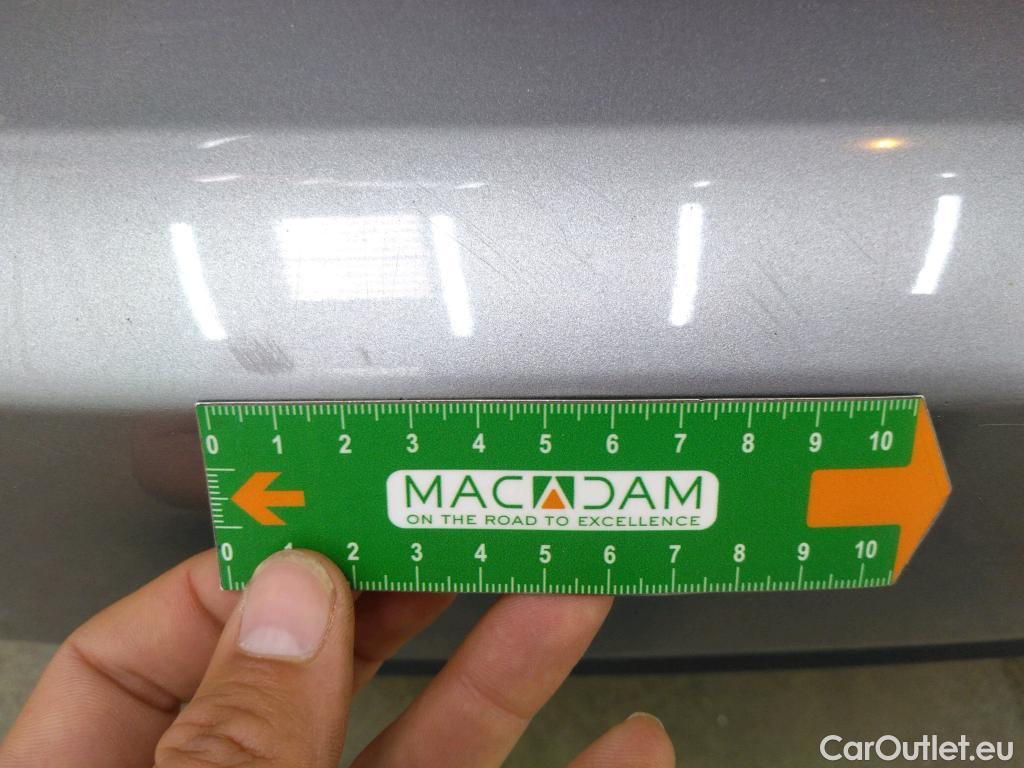 0 1 2 3 4 5 6 7 8 9 10
MACADAM
ON THE ROAD TO EXCELLENCE
0 1 2 3 4 5 6 7 8 9 10
CarOutlet.eu